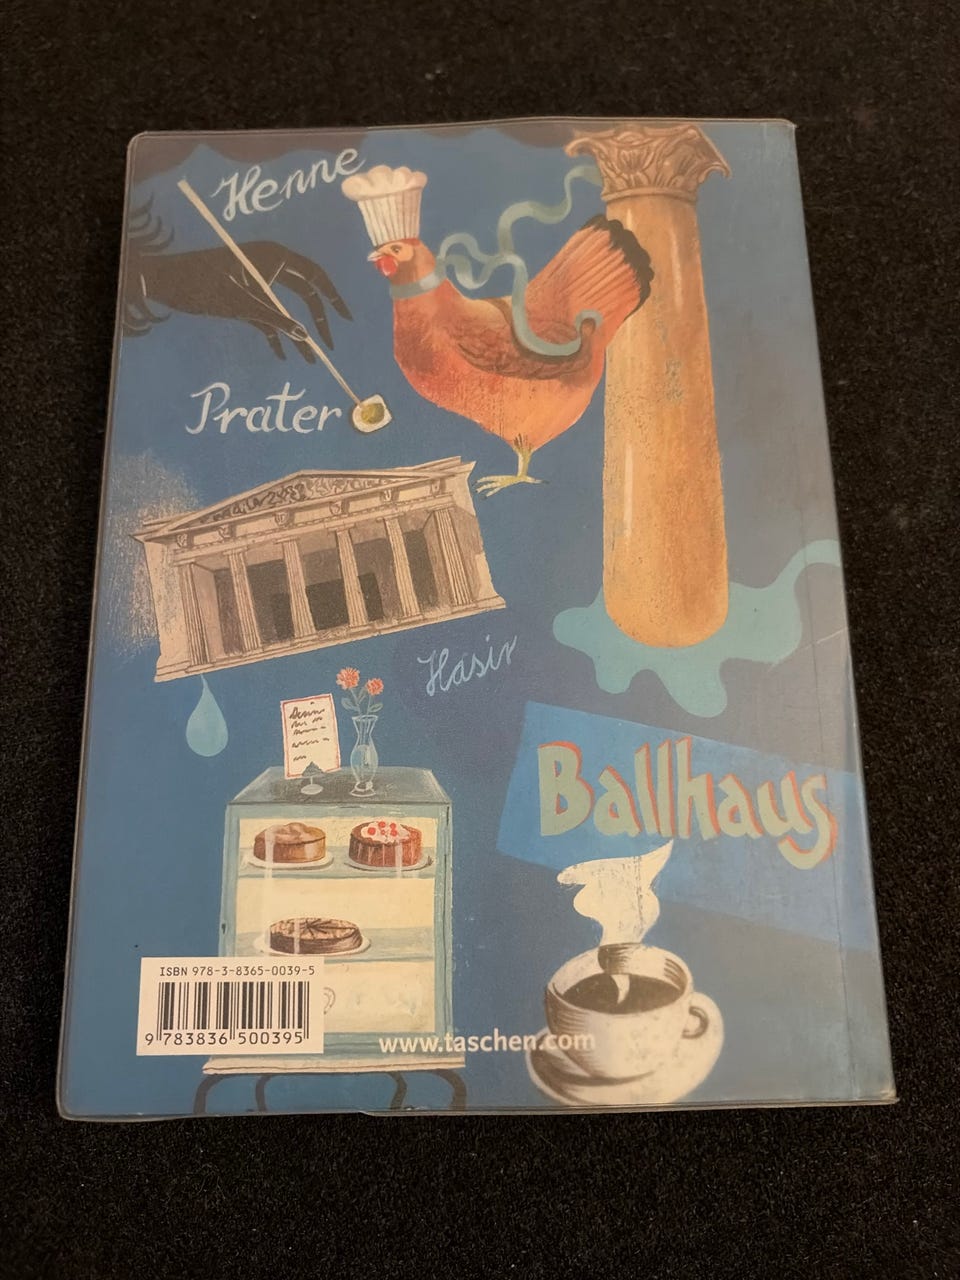 Henne
Prater
Hasir
Ballhaus
ISBN 978-3-8365-0039-5
9 783836 500395
www.taschen.com